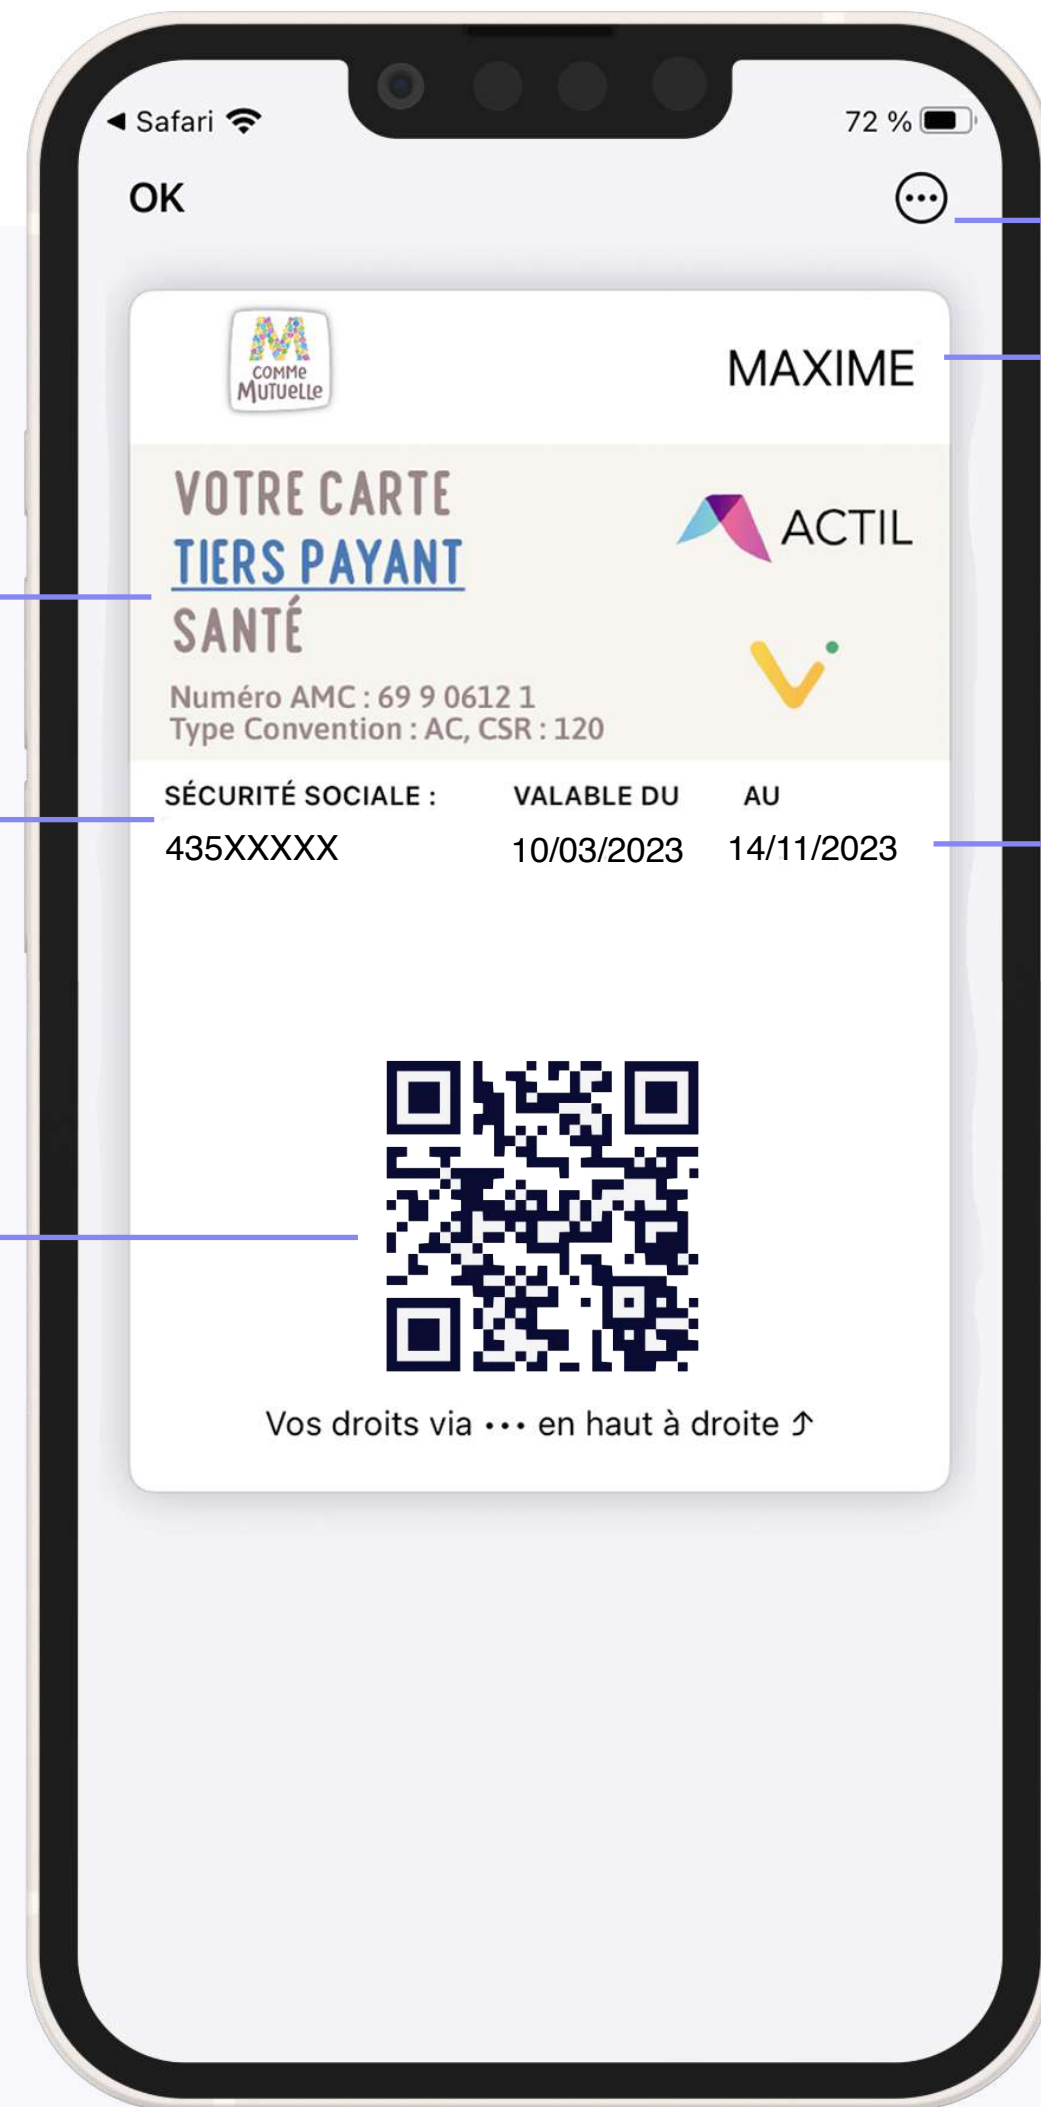 Safari
72 %
OK
M
COMME
MUTUELLE
MAXIME
VOTRE CARTE
TIERS PAYANT
SANTÉ
ACTIL
Numéro AMC : 69 9 0612 1
Type Convention : AC, CSR : 120
SÉCURITÉ SOCIALE : VALABLE DU AU
435XXXXX 10/03/2023 14/11/2023
Vos droits via ••• en haut à droite ⤴